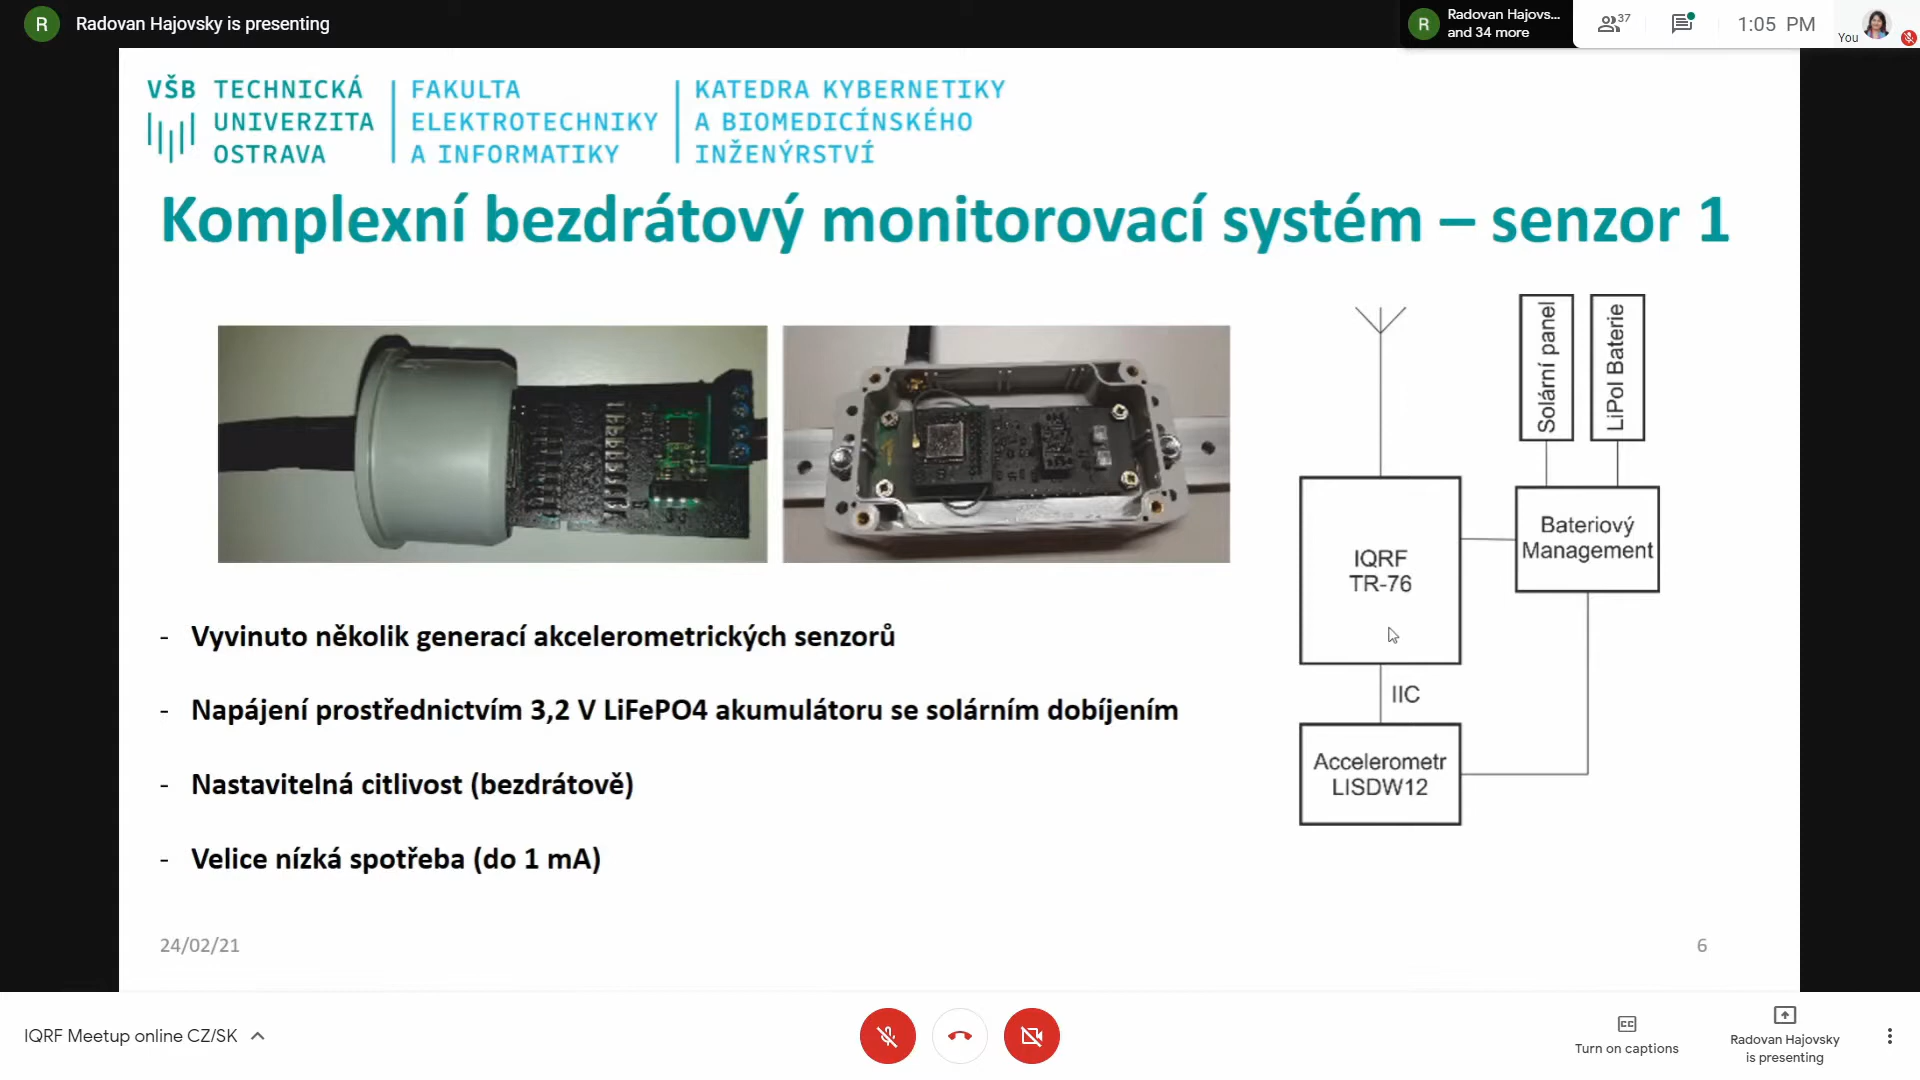 R Radovan Hajovsky is presenting
R Radovan Hajovs...
and 34 more
37
1:05 PM
You
VŠB TECHNICKÁ
UNIVERZITA
OSTRAVA
FAKULTA
ELEKTROTECHNIKY
A INFORMATIKY
KATEDRA KYBERNETIKY
A BIOMEDICÍNSKÉHO
INŽENÝRSTVÍ
Komplexní bezdrátový monitorovací systém – senzor 1
Solární panel
LiPol Baterie
Bateriový
Management
IQRF
TR-76
IIC
Accelerometr
LISDW12
- Vyvinuto několik generací akcelerometrických senzorů
- Napájení prostřednictvím 3,2 V LiFePO4 akumulátoru se solárním dobíjením
- Nastavitelná citlivost (bezdrátově)
- Velice nízká spotřeba (do 1 mA)
24/02/21
6
IQRF Meetup online CZ/SK
CC
Turn on captions
Radovan Hajovsky
is presenting